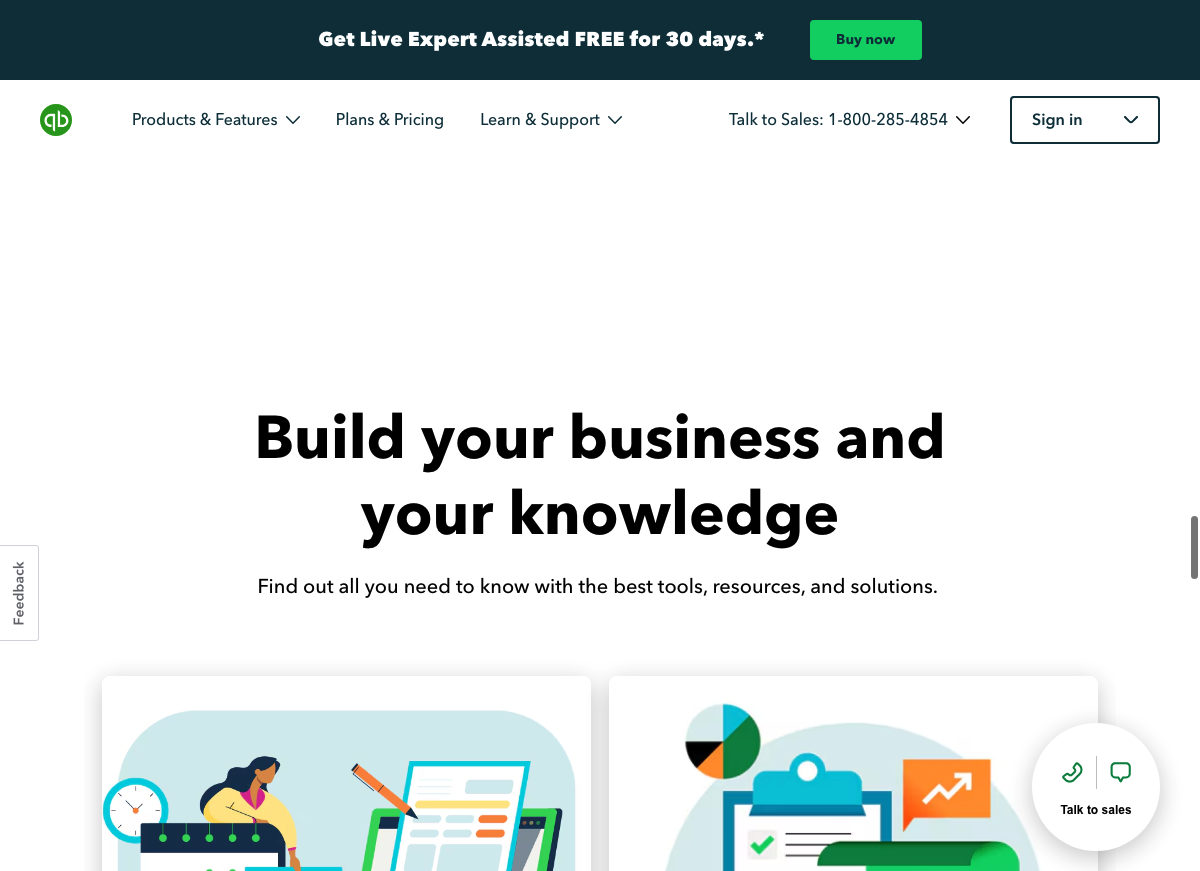 Get Live Expert Assisted FREE for 30 days.*
Buy now
qb
Products & Features
Plans & Pricing
Learn & Support
Talk to Sales: 1-800-285-4854
Sign in
Build your business and
your knowledge
Find out all you need to know with the best tools, resources, and solutions.
Feedback
Talk to sales